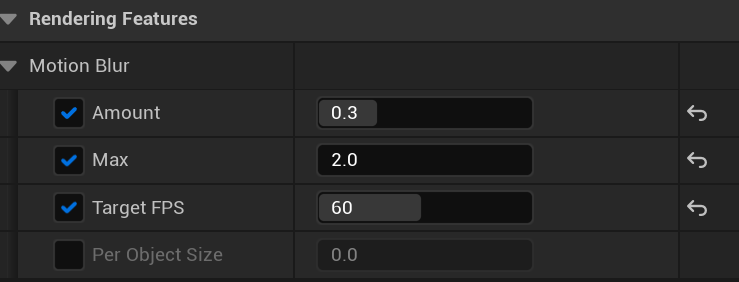 Rendering Features
Motion Blur
Amount 0.3
Max 2.0
Target FPS 60
Per Object Size 0.0